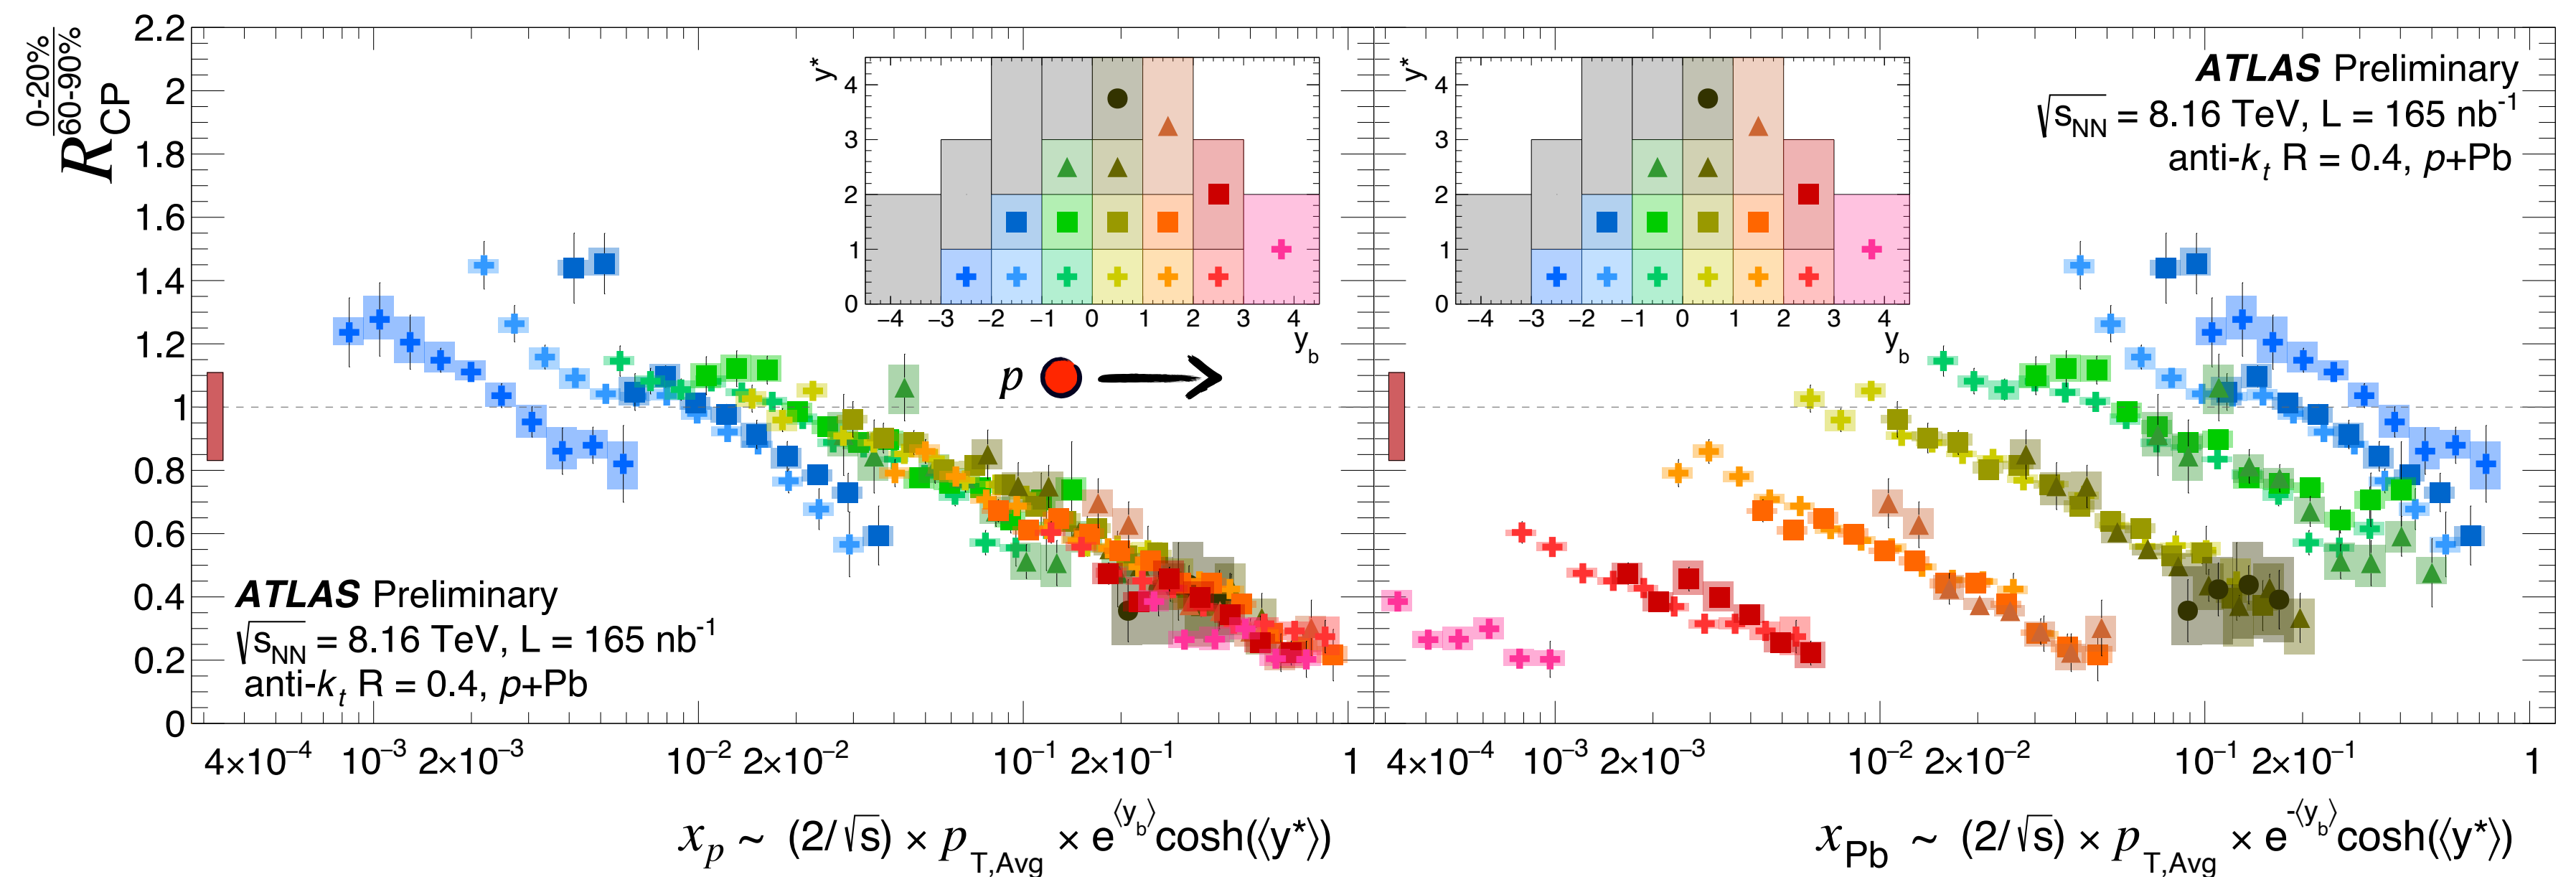 R_CP^{0-20%/60-90%}
2.2
2
1.8
1.6
1.4
1.2
1
0.8
0.6
0.4
0.2
0
y*
4
3
2
1
0
−4 −3 −2 −1 0 1 2 3 4
y_b
p
ATLAS Preliminary
√s_NN = 8.16 TeV, L = 165 nb⁻¹
anti-k_t R = 0.4, p+Pb
4×10⁻⁴ 10⁻³ 2×10⁻³ 10⁻² 2×10⁻² 10⁻¹ 2×10⁻¹ 1
x_p ~ (2/√s) × p_T,Avg × e^⟨y_b⟩ cosh(⟨y*⟩)
y*
4
3
2
1
0
−4 −3 −2 −1 0 1 2 3 4
y_b
ATLAS Preliminary
√s_NN = 8.16 TeV, L = 165 nb⁻¹
anti-k_t R = 0.4, p+Pb
4×10⁻⁴ 10⁻³ 2×10⁻³ 10⁻² 2×10⁻² 10⁻¹ 2×10⁻¹ 1
x_Pb ~ (2/√s) × p_T,Avg × e^-⟨y_b⟩ cosh(⟨y*⟩)